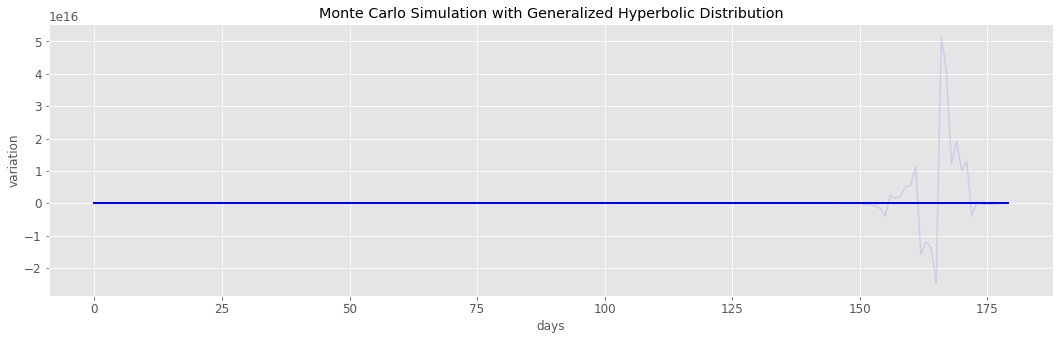 Monte Carlo Simulation with Generalized Hyperbolic Distribution
1e16
5
4
3
2
1
0
−1
−2
variation
0 25 50 75 100 125 150 175
days